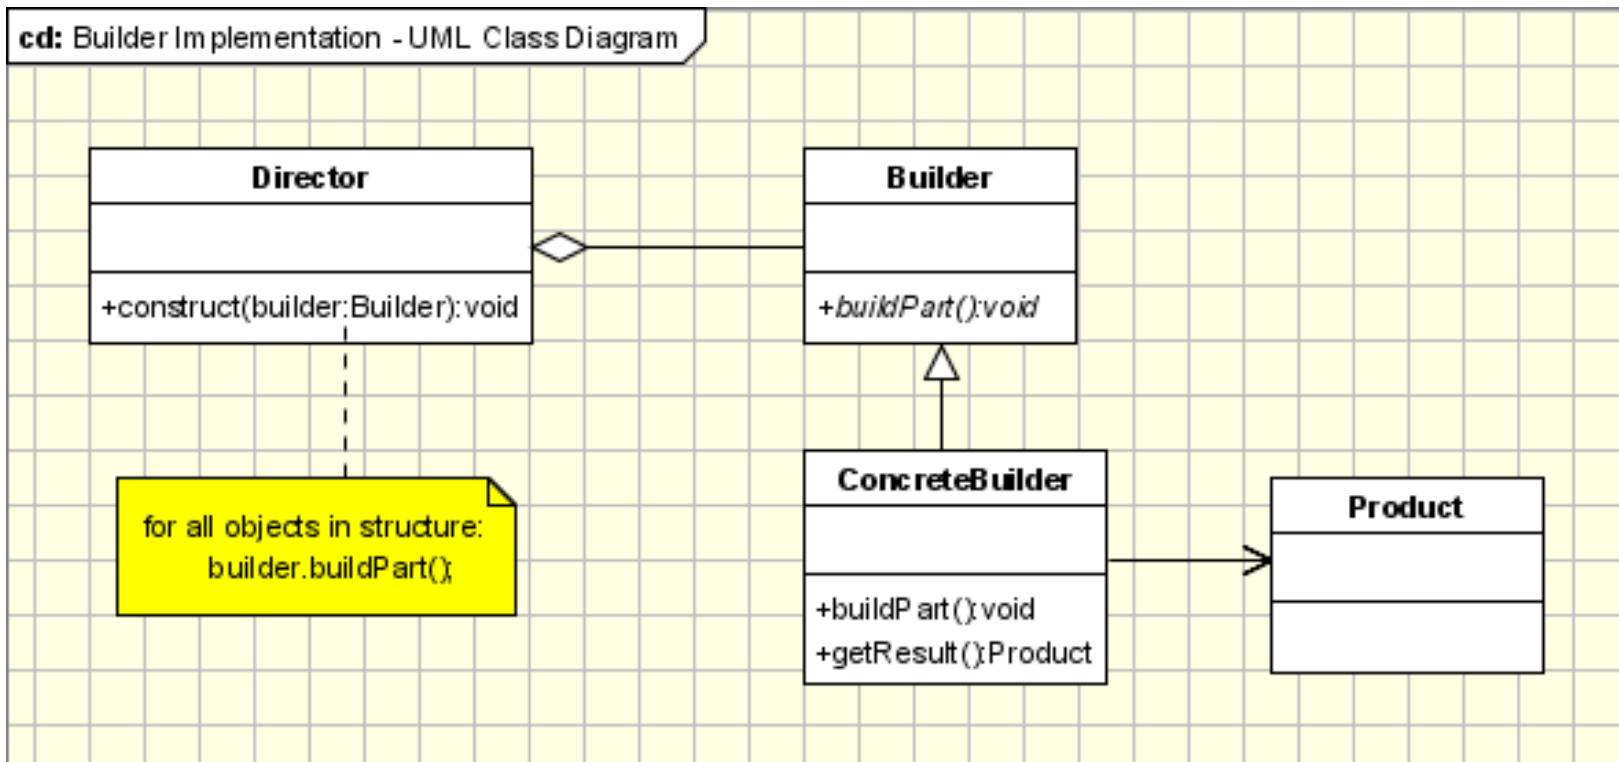 cd: Builder Implementation - UML Class Diagram
Director
+construct(builder:Builder):void
Builder
+buildPart():void
for all objects in structure:
builder.buildPart();
ConcreteBuilder
+buildPart():void
+getResult():Product
Product